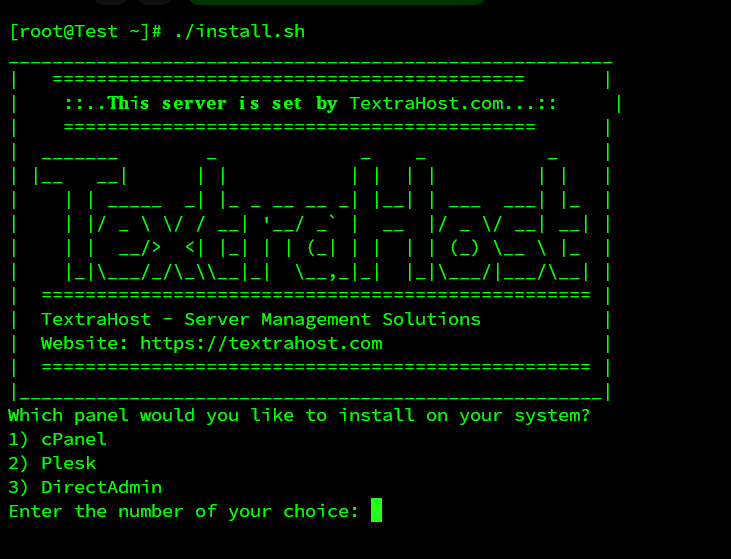 [root@Test ~]# ./install.sh
::..This server is set by TextraHost.com...::
TextraHost
TextraHost - Server Management Solutions
Website: https://textrahost.com
Which panel would you like to install on your system?
1) cPanel
2) Plesk
3) DirectAdmin
Enter the number of your choice: